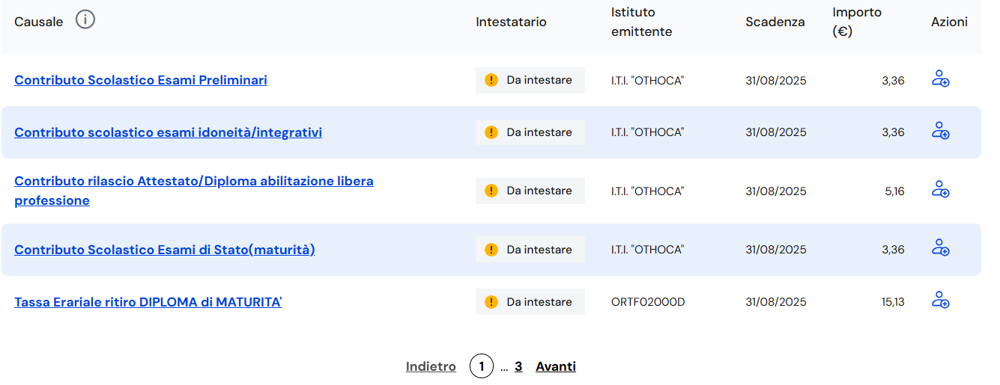 Causale
Intestatario
Istituto
emittente
Scadenza
Importo
(€)
Azioni
Contributo Scolastico Esami Preliminari
Da intestare
I.T.I. "OTHOCA"
31/08/2025
3,36
Contributo scolastico esami idoneità/integrativi
Da intestare
I.T.I. "OTHOCA"
31/08/2025
3,36
Contributo rilascio Attestato/Diploma abilitazione libera
professione
Da intestare
I.T.I. "OTHOCA"
31/08/2025
5,16
Contributo Scolastico Esami di Stato(maturità)
Da intestare
I.T.I. "OTHOCA"
31/08/2025
3,36
Tassa Erariale ritiro DIPLOMA di MATURITA'
Da intestare
ORTF02000D
31/08/2025
15,13
Indietro 1 ... 3 Avanti